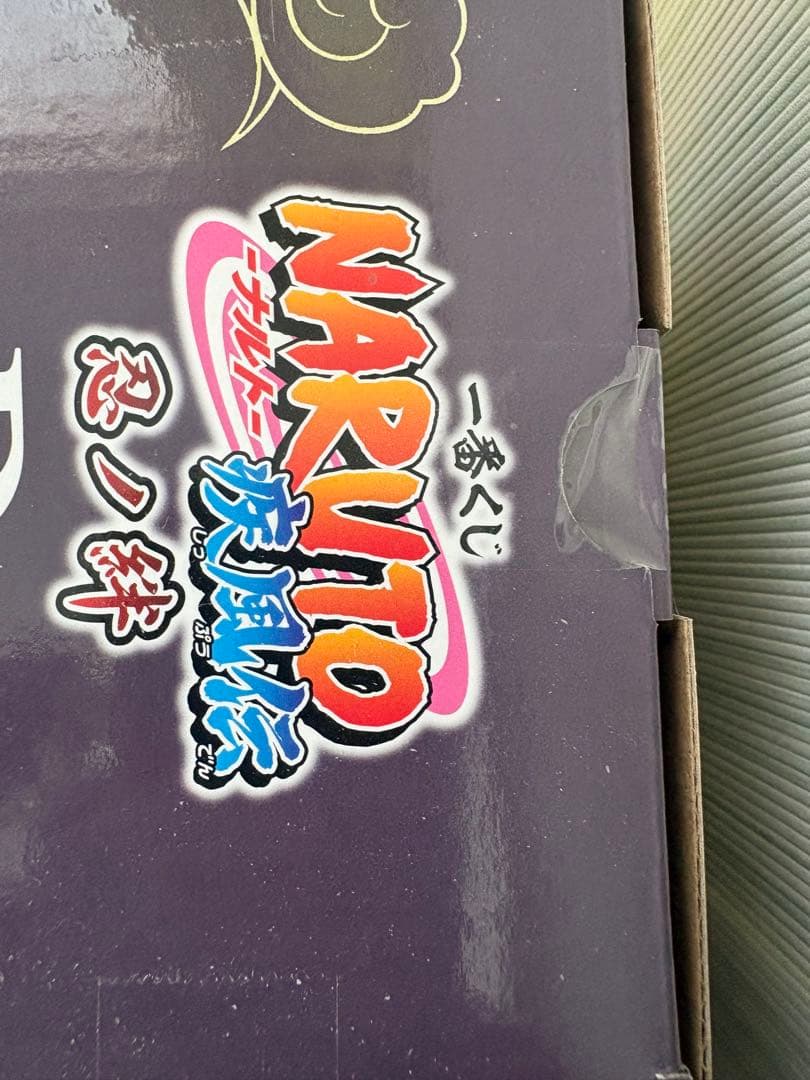 一番くじ
NARUTO
-ナルト-
疾風伝
しっ ぷう でん
忍ノ絆